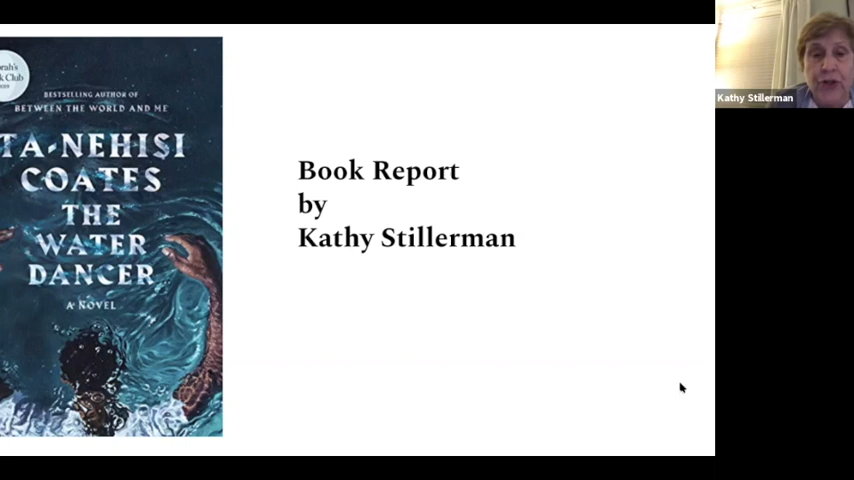 BESTSELLING AUTHOR OF
BETWEEN THE WORLD AND ME
TA-NEHISI
COATES
THE
WATER
DANCER
A NOVEL
Book Report
by
Kathy Stillerman
Kathy Stillerman